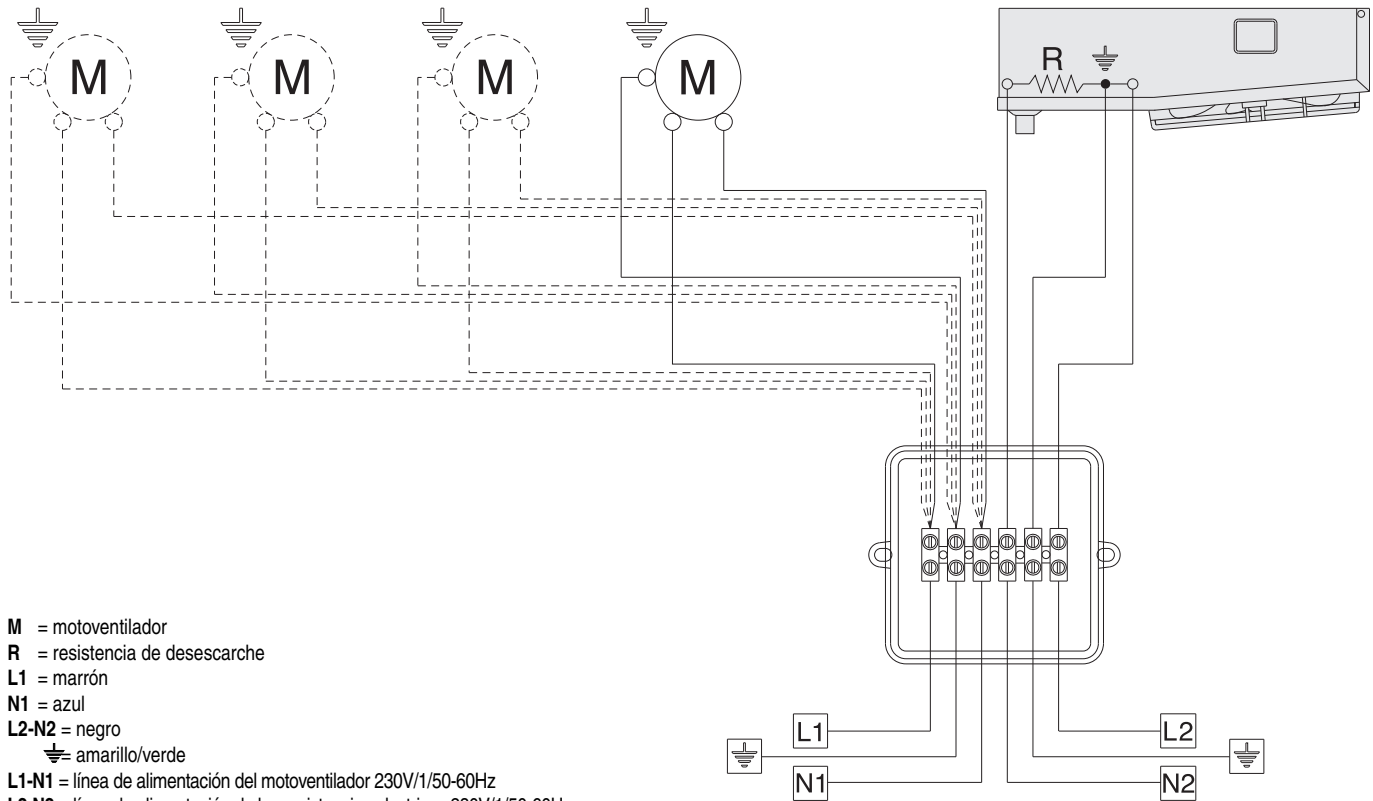 M M M M R
L1 L2
N1 N2
M = motoventilador
R = resistencia de desescarche
L1 = marrón
N1 = azul
L2-N2 = negro
= amarillo/verde
L1-N1 = línea de alimentación del motoventilador 230V/1/50-60Hz